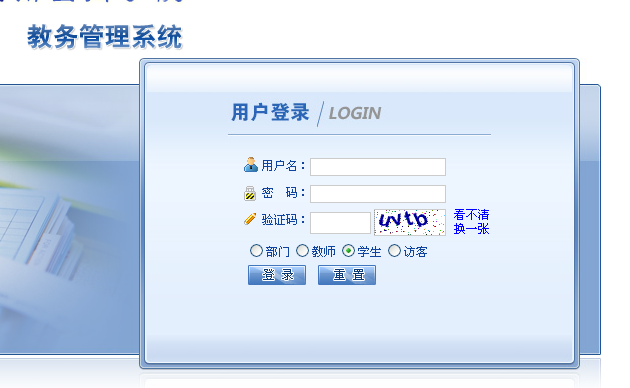 教务管理系统
用户登录 / LOGIN
用户名：
密　码：
验证码：
看不清
换一张
部门 教师 学生 访客
登 录 重 置